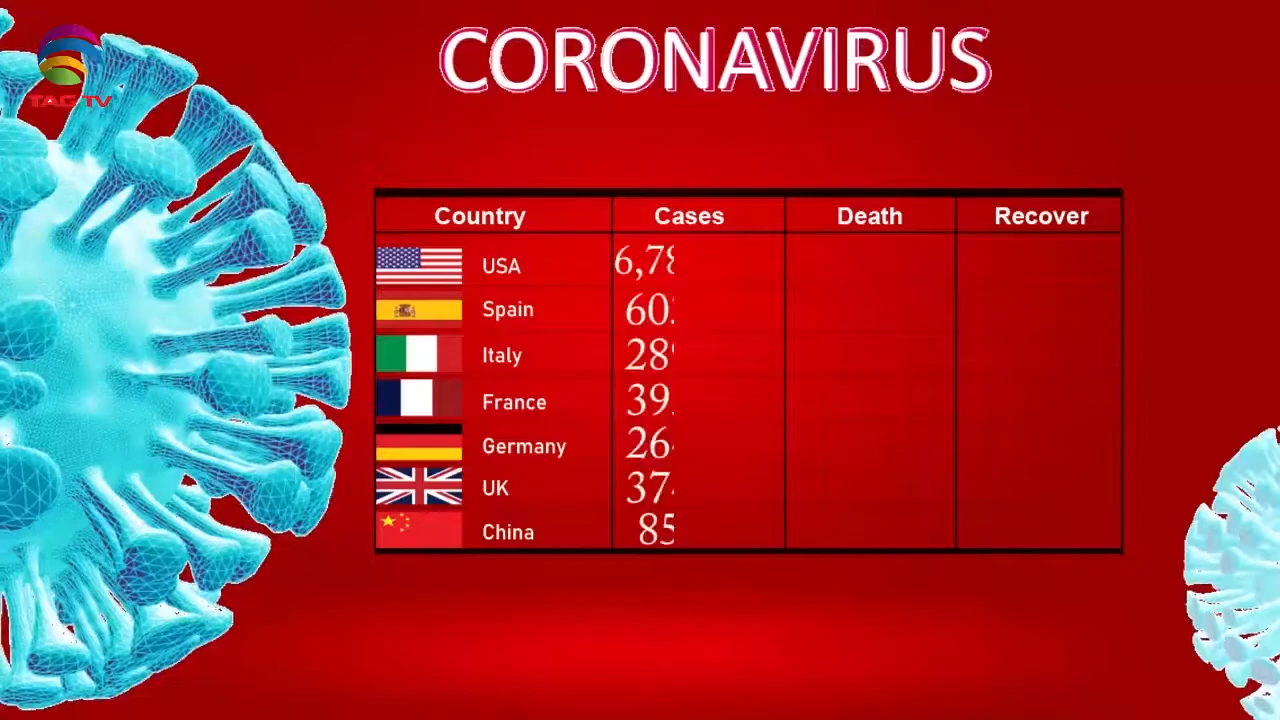 TAG TV
CORONAVIRUS
Country Cases Death Recover
USA 6,78
Spain 60
Italy 28
France 39
Germany 26
UK 37
China 85